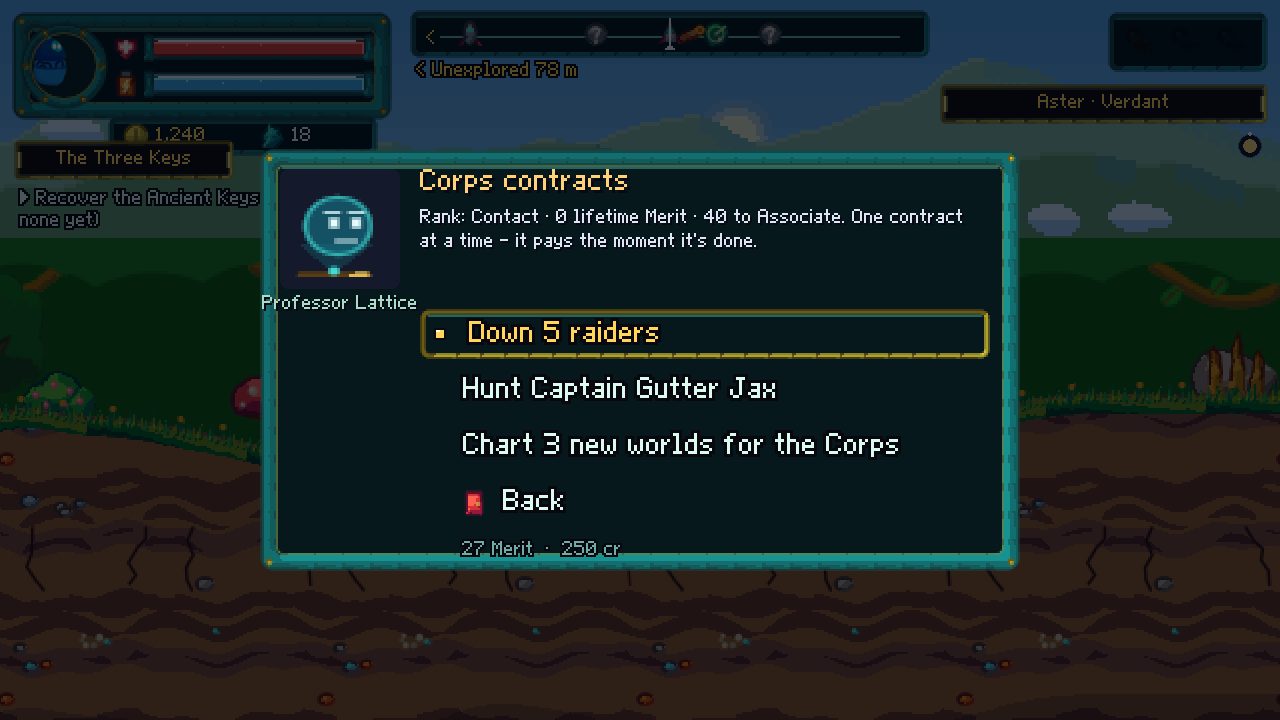 < Unexplored 78 m
Aster · Verdant
1,240
18
The Three Keys
Recover the Ancient Keys
none yet)
Corps contracts
Rank: Contact · 0 lifetime Merit · 40 to Associate. One contract
at a time – it pays the moment it's done.
Professor Lattice
Down 5 raiders
Hunt Captain Gutter Jax
Chart 3 new worlds for the Corps
Back
27 Merit · 250 cr